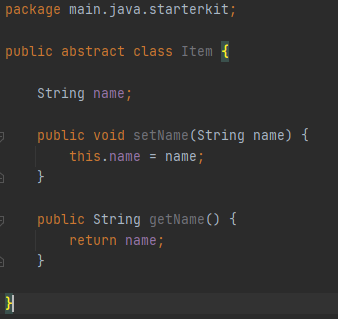 package main.java.starterkit;
public abstract class Item {
String name;
public void setName(String name) {
this.name = name;
}
public String getName() {
return name;
}
}